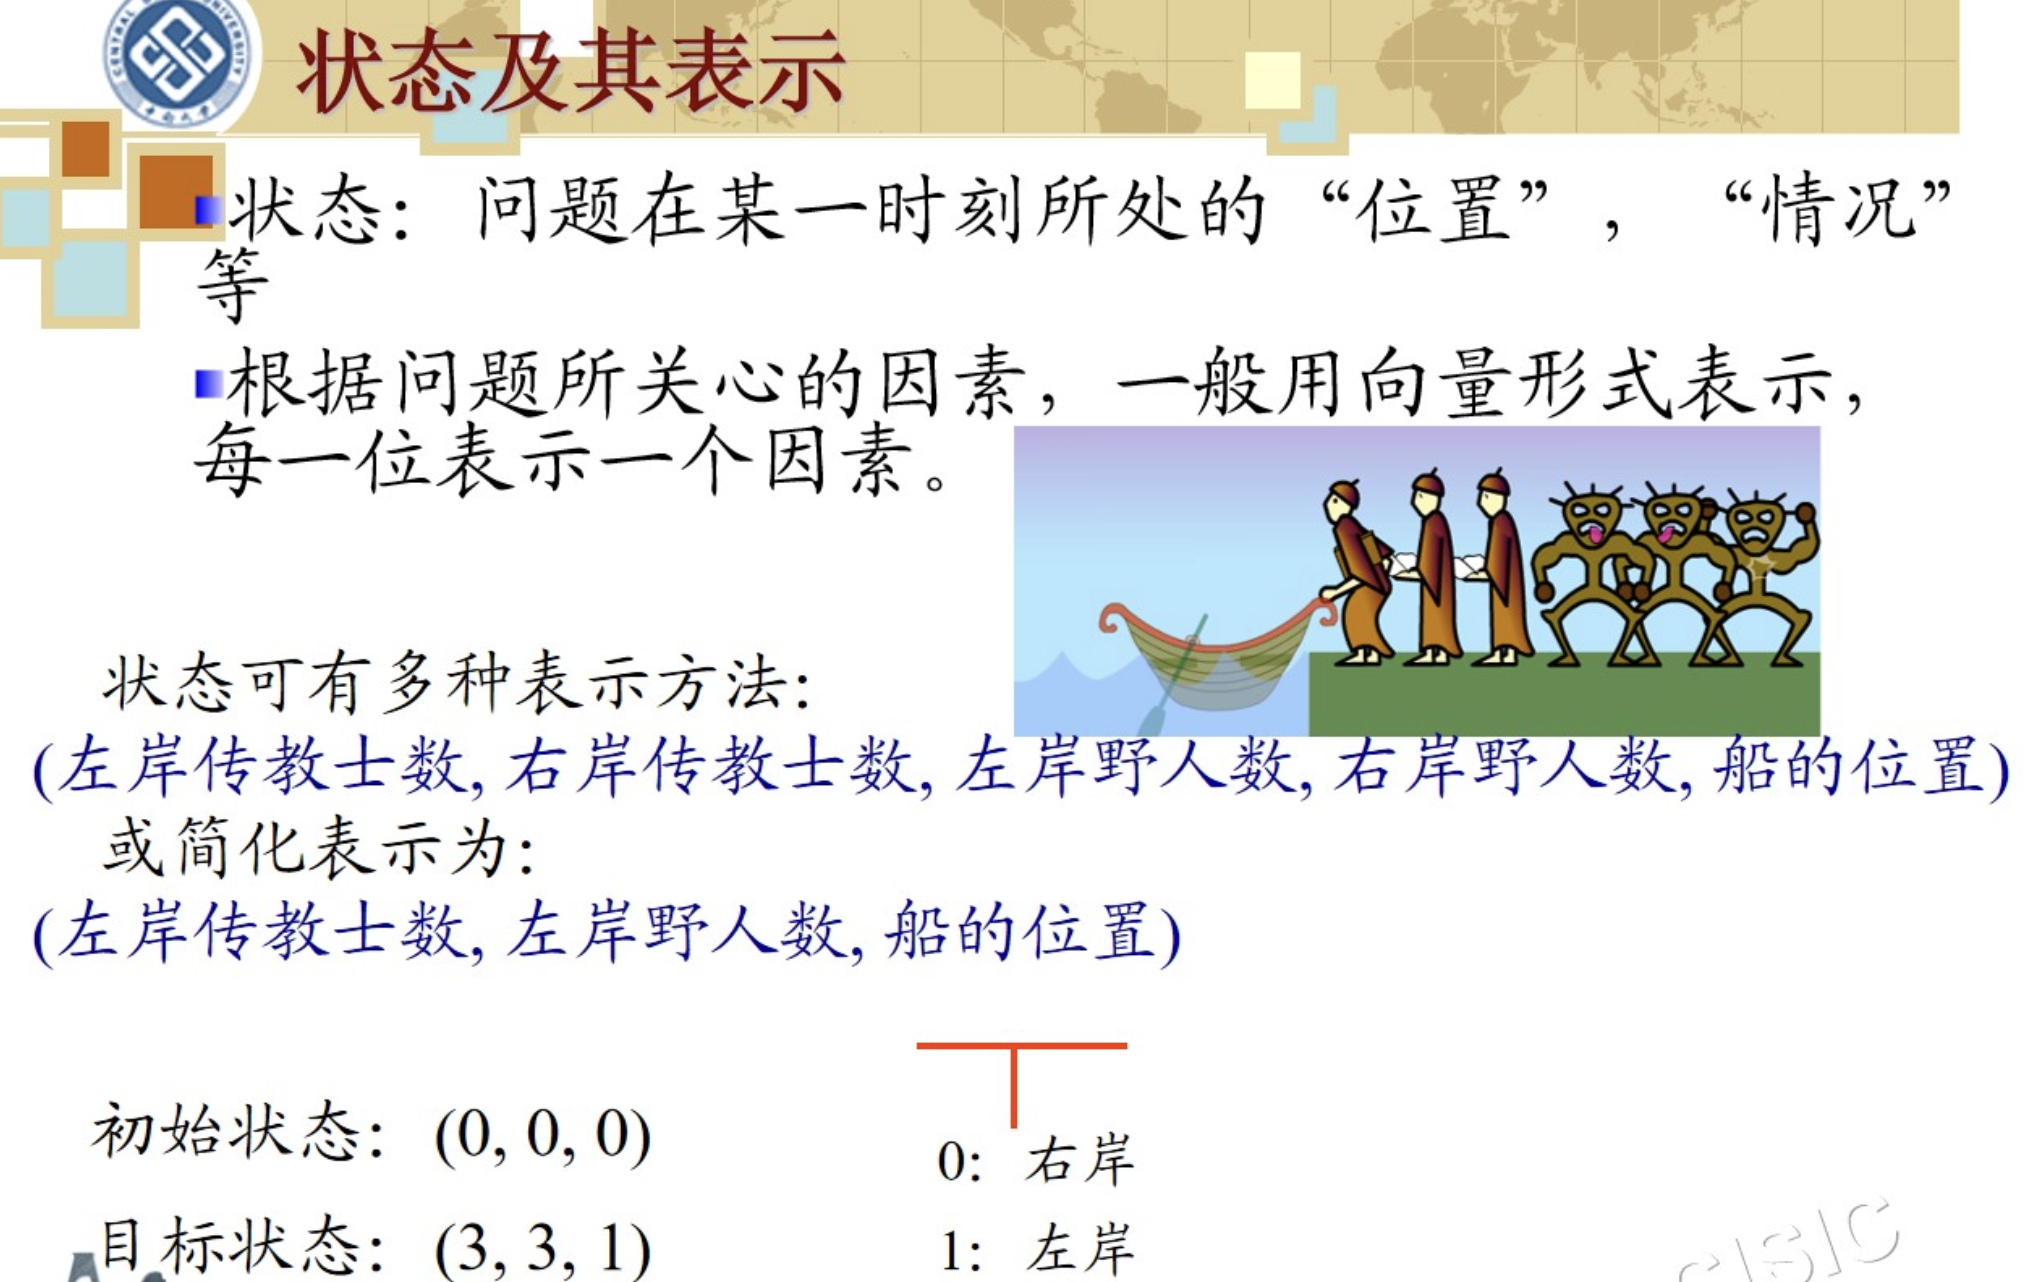 状态及其表示
状态： 问题在某一时刻所处的“位置”， “情况”
等
根据问题所关心的因素，一般用向量形式表示，
每一位表示一个因素。
状态可有多种表示方法：
(左岸传教士数, 右岸传教士数, 左岸野人数, 右岸野人数, 船的位置)
或简化表示为：
(左岸传教士数, 左岸野人数, 船的位置)
初始状态： (0, 0, 0)
0： 右岸
目标状态： (3, 3, 1)
1： 左岸